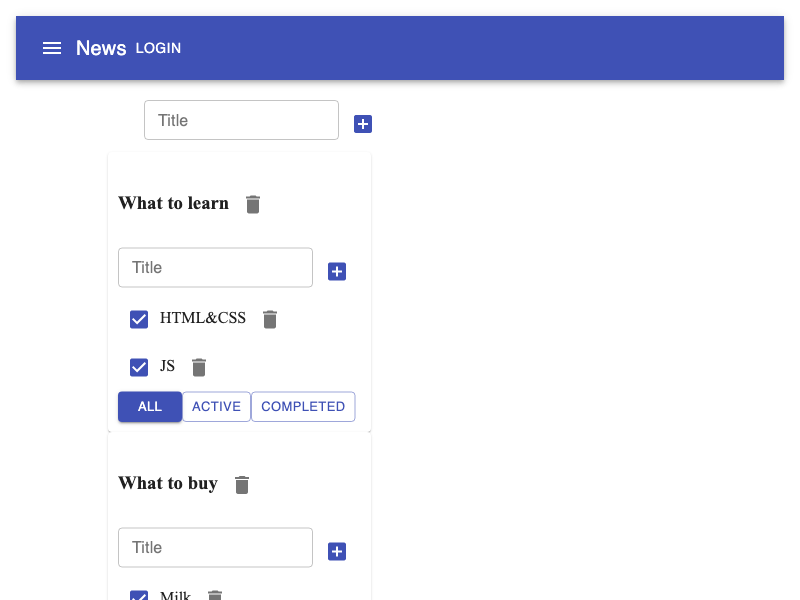 News LOGIN
Title
What to learn
Title
HTML&CSS
JS
ALL ACTIVE COMPLETED
What to buy
Title
Milk